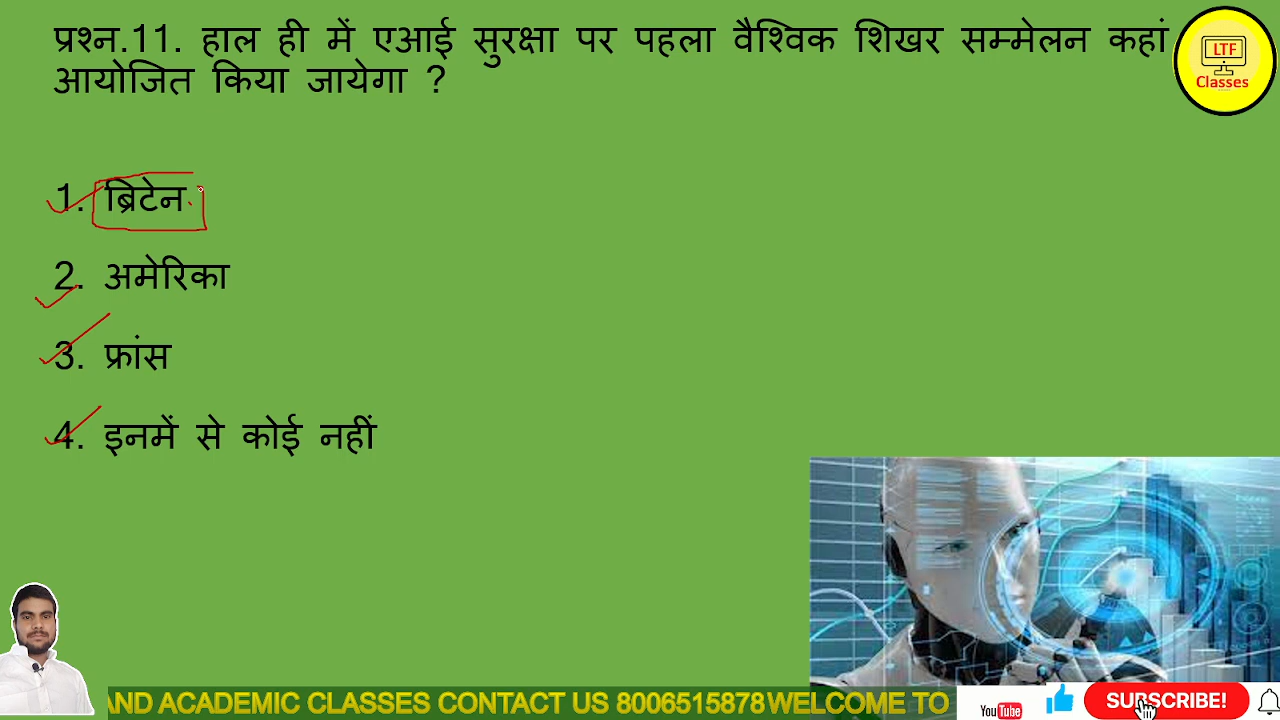 प्रश्न.11. हाल ही में एआई सुरक्षा पर पहला वैश्विक शिखर सम्मेलन कहां
आयोजित किया जायेगा ?
LTF
Classes
1. ब्रिटेन
2. अमेरिका
3. फ्रांस
4. इनमें से कोई नहीं
AND ACADEMIC CLASSES CONTACT US 8006515878 WELCOME TO
YouTube
SUBSCRIBE!